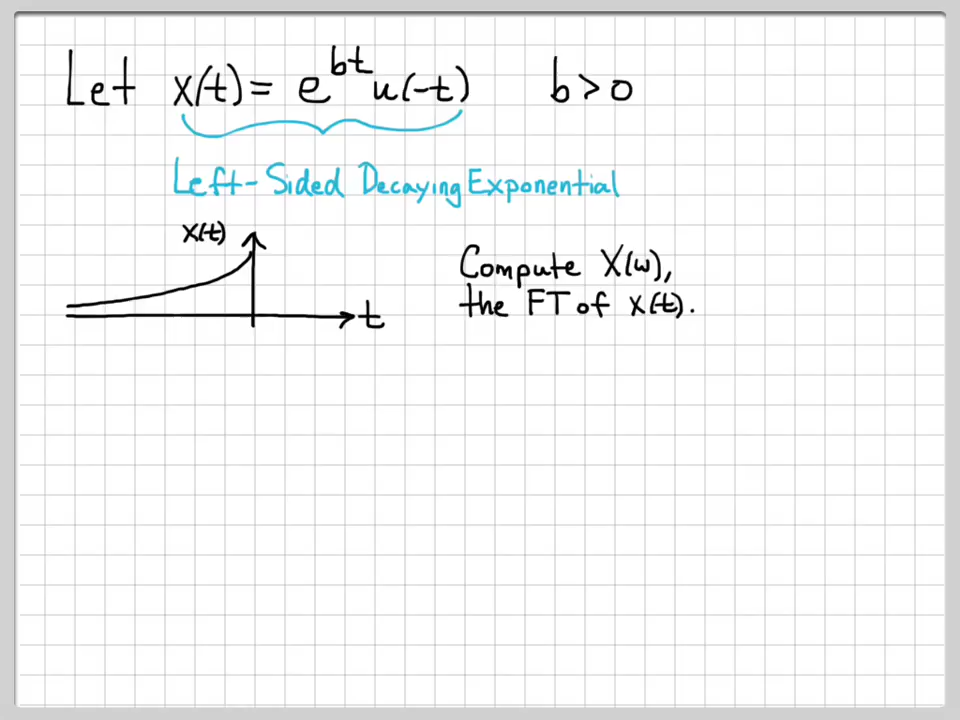 Let x(t) = e^{bt} u(-t) b > 0
Left-Sided Decaying Exponential
x(t)
t
Compute X(ω),
the FT of x(t).